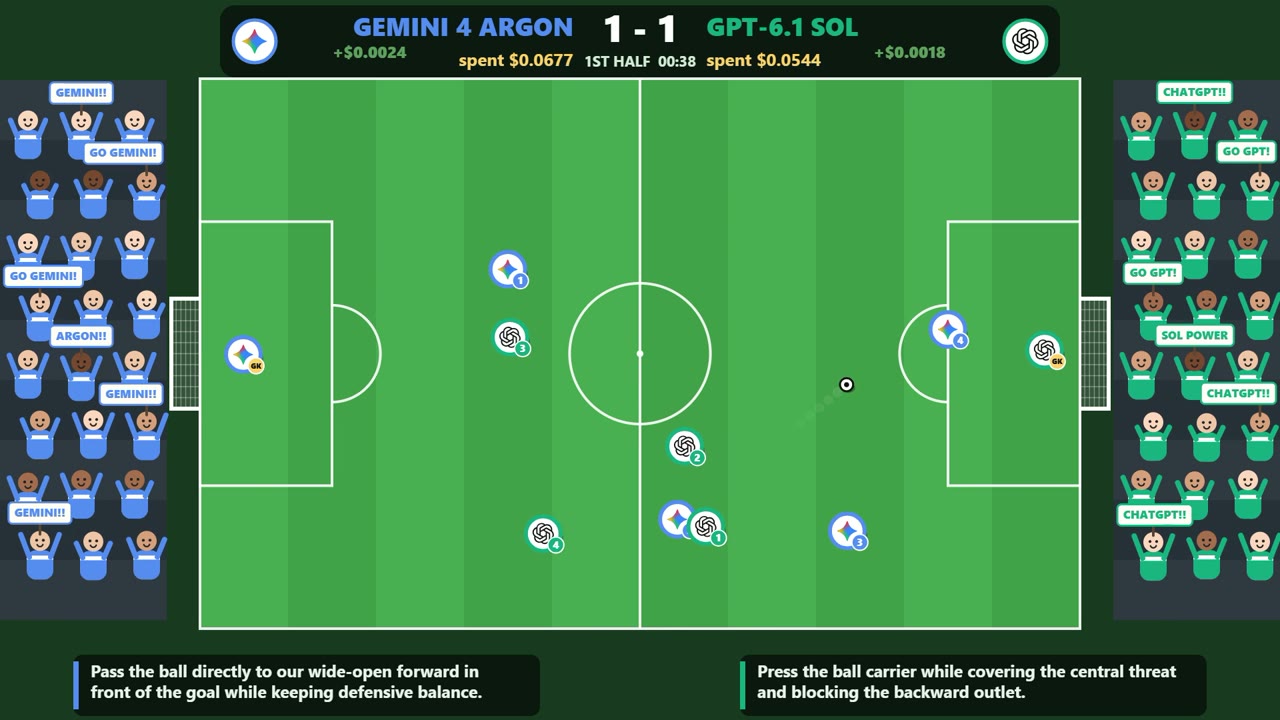 GEMINI 4 ARGON 1 - 1 GPT-6.1 SOL
+$0.0024 spent $0.0677 1ST HALF 00:38 spent $0.0544 +$0.0018
GEMINI!!
GO GEMINI!
GO GEMINI!
ARGON!!
GEMINI!!
GEMINI!!
CHATGPT!!
GO GPT!
GO GPT!
SOL POWER
CHATGPT!!
CHATGPT!!
1
3
4
GK
GK
2
1
3
4
Pass the ball directly to our wide-open forward in
front of the goal while keeping defensive balance.
Press the ball carrier while covering the central threat
and blocking the backward outlet.